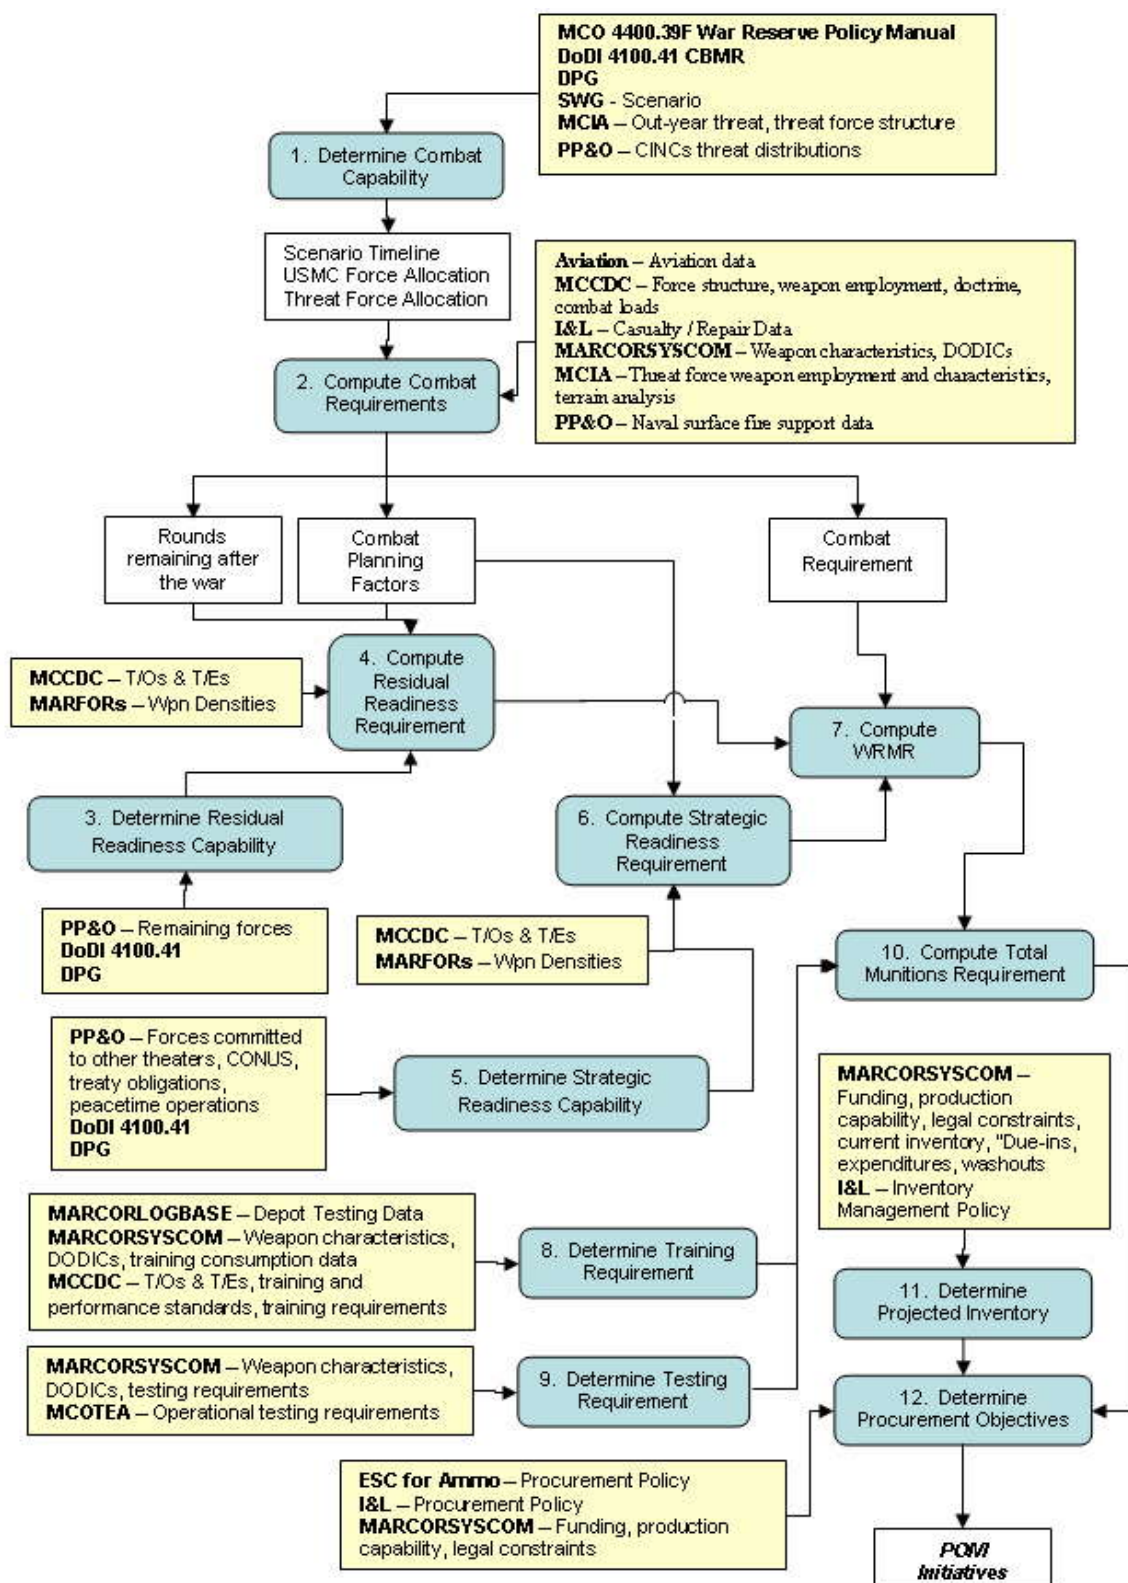 MCO 4400.39F War Reserve Policy Manual
DoDI 4100.41 CBMR
DPG
SWG - Scenario
MCIA – Out-year threat, threat force structure
PP&O – CINCs threat distributions
1. Determine Combat
Capability
Scenario Timeline
USMC Force Allocation
Threat Force Allocation
Aviation – Aviation data
MCCDC – Force structure, weapon employment, doctrine,
combat loads
I&L – Casualty / Repair Data
MARCORSYSCOM – Weapon characteristics, DODICs
MCIA – Threat force weapon employment and characteristics,
terrain analysis
PP&O – Naval surface fire support data
2. Compute Combat
Requirements
Rounds
remaining after
the war
Combat
Planning
Factors
Combat
Requirement
4. Compute
Residual
Readiness
Requirement
MCCDC – T/Os & T/Es
MARFORs – Wpn Densities
7. Compute
WRMR
3. Determine Residual
Readiness Capability
6. Compute Strategic
Readiness
Requirement
PP&O – Remaining forces
DoDI 4100.41
DPG
MCCDC – T/Os & T/Es
MARFORs – Wpn Densities
10. Compute Total
Munitions Requirement
PP&O – Forces committed
to other theaters, CONUS,
treaty obligations,
peacetime operations
DoDI 4100.41
DPG
5. Determine Strategic
Readiness Capability
MARCORSYSCOM –
Funding, production
capability, legal constraints,
current inventory, "Due-ins,
expenditures, washouts
I&L – Inventory
Management Policy
MARCORLOGBASE – Depot Testing Data
MARCORSYSCOM – Weapon characteristics,
DODICs, training consumption data
MCCDC – T/Os & T/Es, training and
performance standards, training requirements
8. Determine Training
Requirement
11. Determine
Projected Inventory
MARCORSYSCOM – Weapon characteristics,
DODICs, testing requirements
MCOTEA – Operational testing requirements
9. Determine Testing
Requirement
12. Determine
Procurement Objectives
ESC for Ammo – Procurement Policy
I&L – Procurement Policy
MARCORSYSCOM – Funding, production
capability, legal constraints
POM
Initiatives